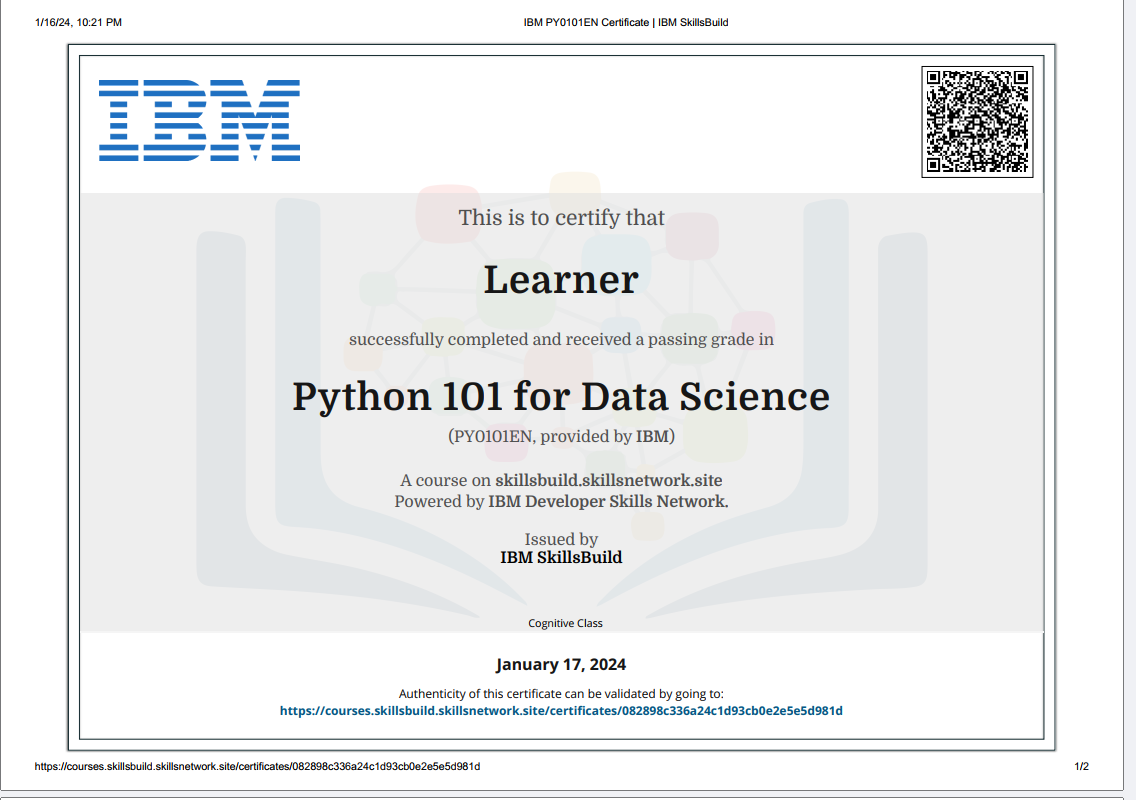 1/16/24, 10:21 PM
IBM PY0101EN Certificate | IBM SkillsBuild
IBM
This is to certify that
Learner
successfully completed and received a passing grade in
Python 101 for Data Science
(PY0101EN, provided by IBM)
A course on skillsbuild.skillsnetwork.site
Powered by IBM Developer Skills Network.
Issued by
IBM SkillsBuild
Cognitive Class
January 17, 2024
Authenticity of this certificate can be validated by going to:
https://courses.skillsbuild.skillsnetwork.site/certificates/082898c336a24c1d93cb0e2e5e5d981d
https://courses.skillsbuild.skillsnetwork.site/certificates/082898c336a24c1d93cb0e2e5e5d981d
1/2